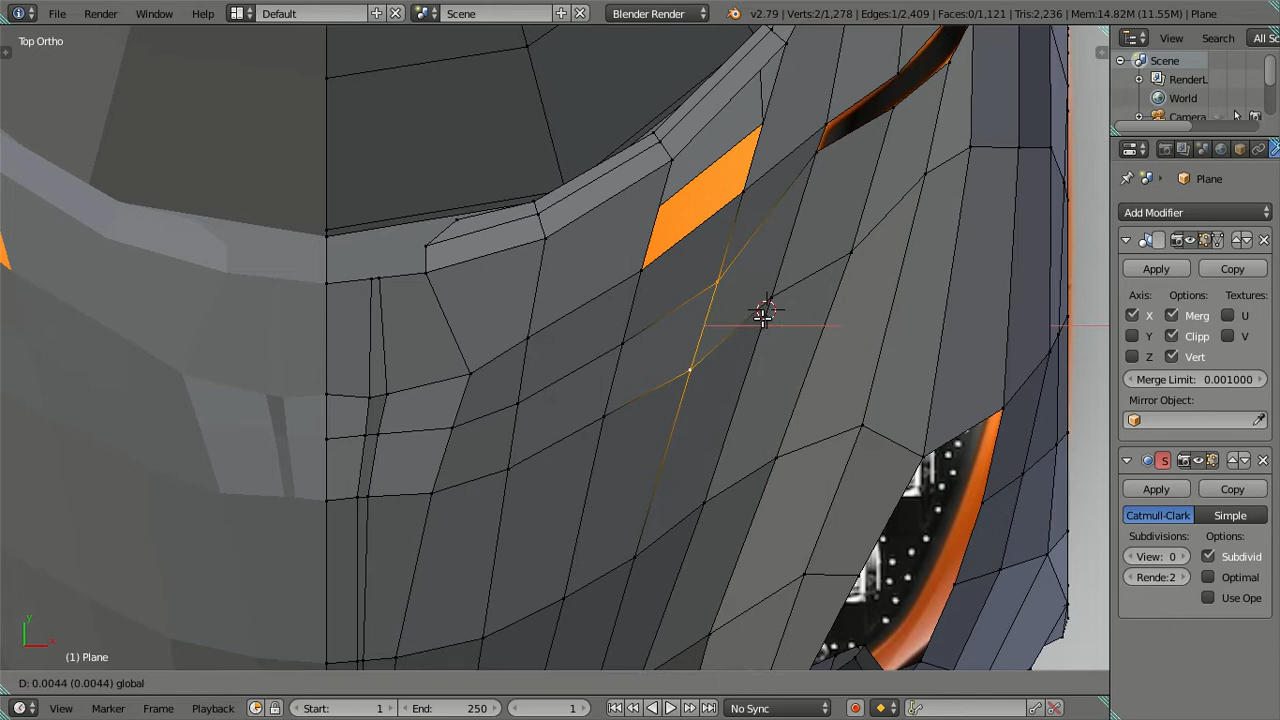 File Render Window Help Default Scene Blender Render v2.79 | Verts:2/1,278 | Edges:1/2,409 | Faces:0/1,121 | Tris:2,236 | Mem:14.82M (11.55M) | Plane
Top Ortho
View Search All Sc
Scene
RenderL
World
Camera
Plane
Add Modifier
Apply Copy
Axis: Options: Textures:
X Merg U
Y Clipp V
Z Vert
Merge Limit: 0.001000
Mirror Object:
S
Apply Copy
Catmull-Clark Simple
Subdivisions: Options:
View: 0 Subdivid
Rende:2 Optimal
Use Ope
y
x
(1) Plane
D: 0.0044 (0.0044) global
View Marker Frame Playback Start: 1 End: 250 1 No Sync